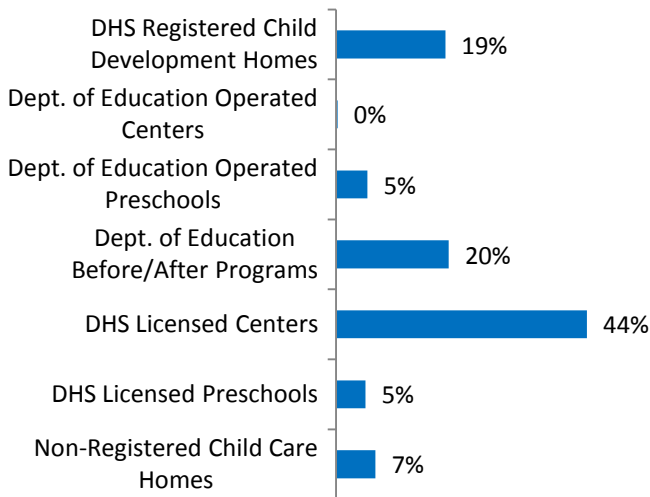 DHS Registered Child
Development Homes
19%
Dept. of Education Operated
Centers
0%
Dept. of Education Operated
Preschools
5%
Dept. of Education
Before/After Programs
20%
DHS Licensed Centers
44%
DHS Licensed Preschools
5%
Non-Registered Child Care
Homes
7%